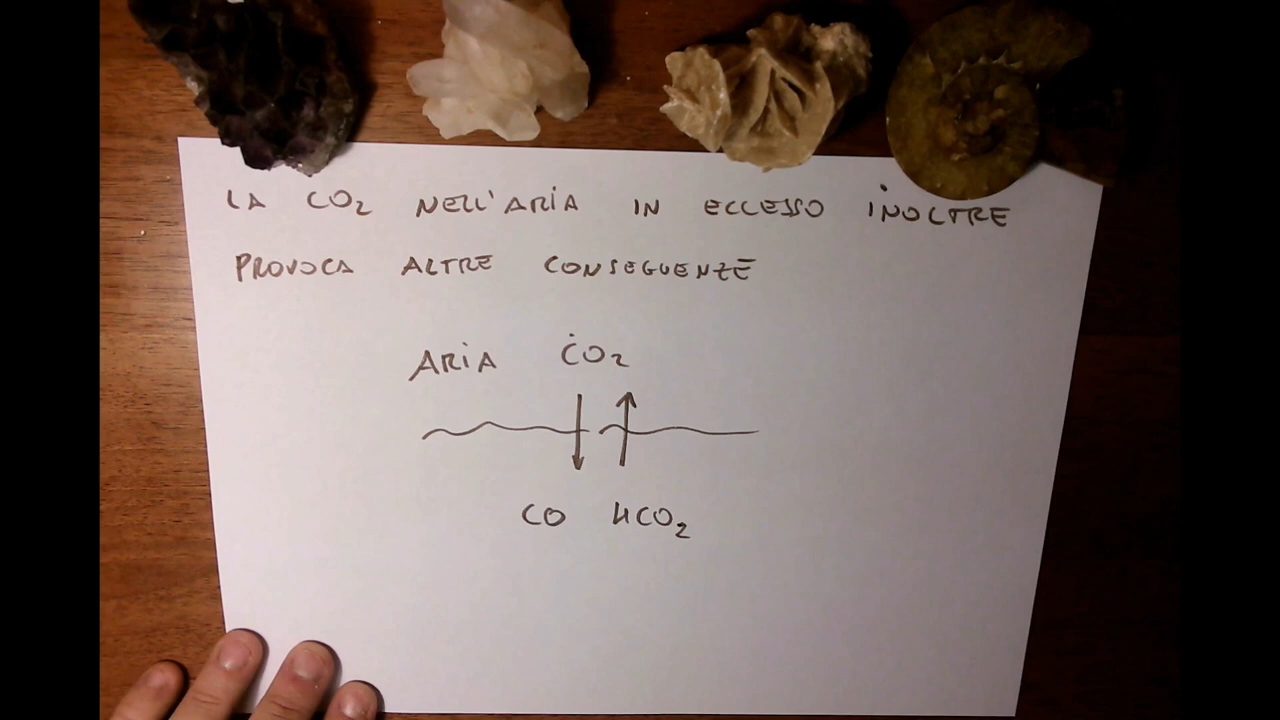 LA CO2 NELL'ARIA IN ECCESSO INOLTRE
PROVOCA ALTRE CONSEGUENZE
ARIA CO2
CO HCO2